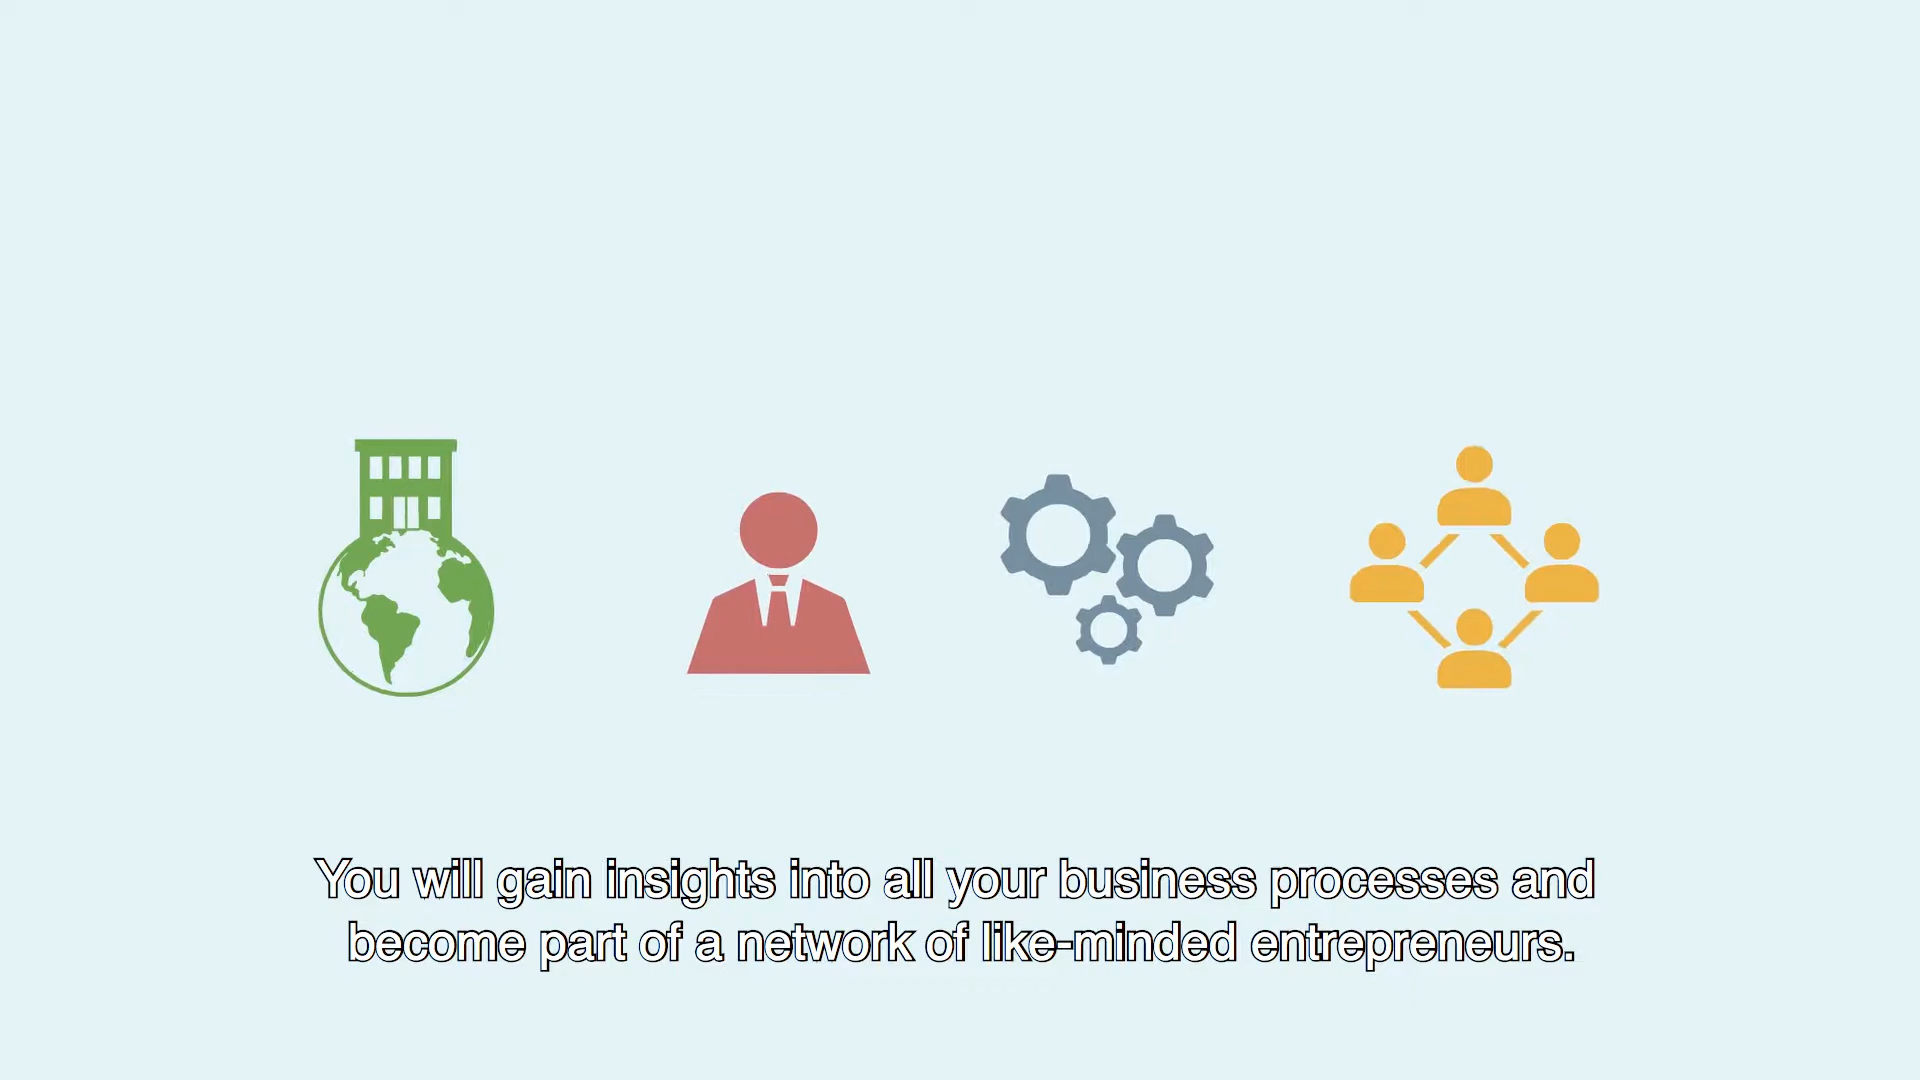 You will gain insights into all your business processes and
become part of a network of like-minded entrepreneurs.